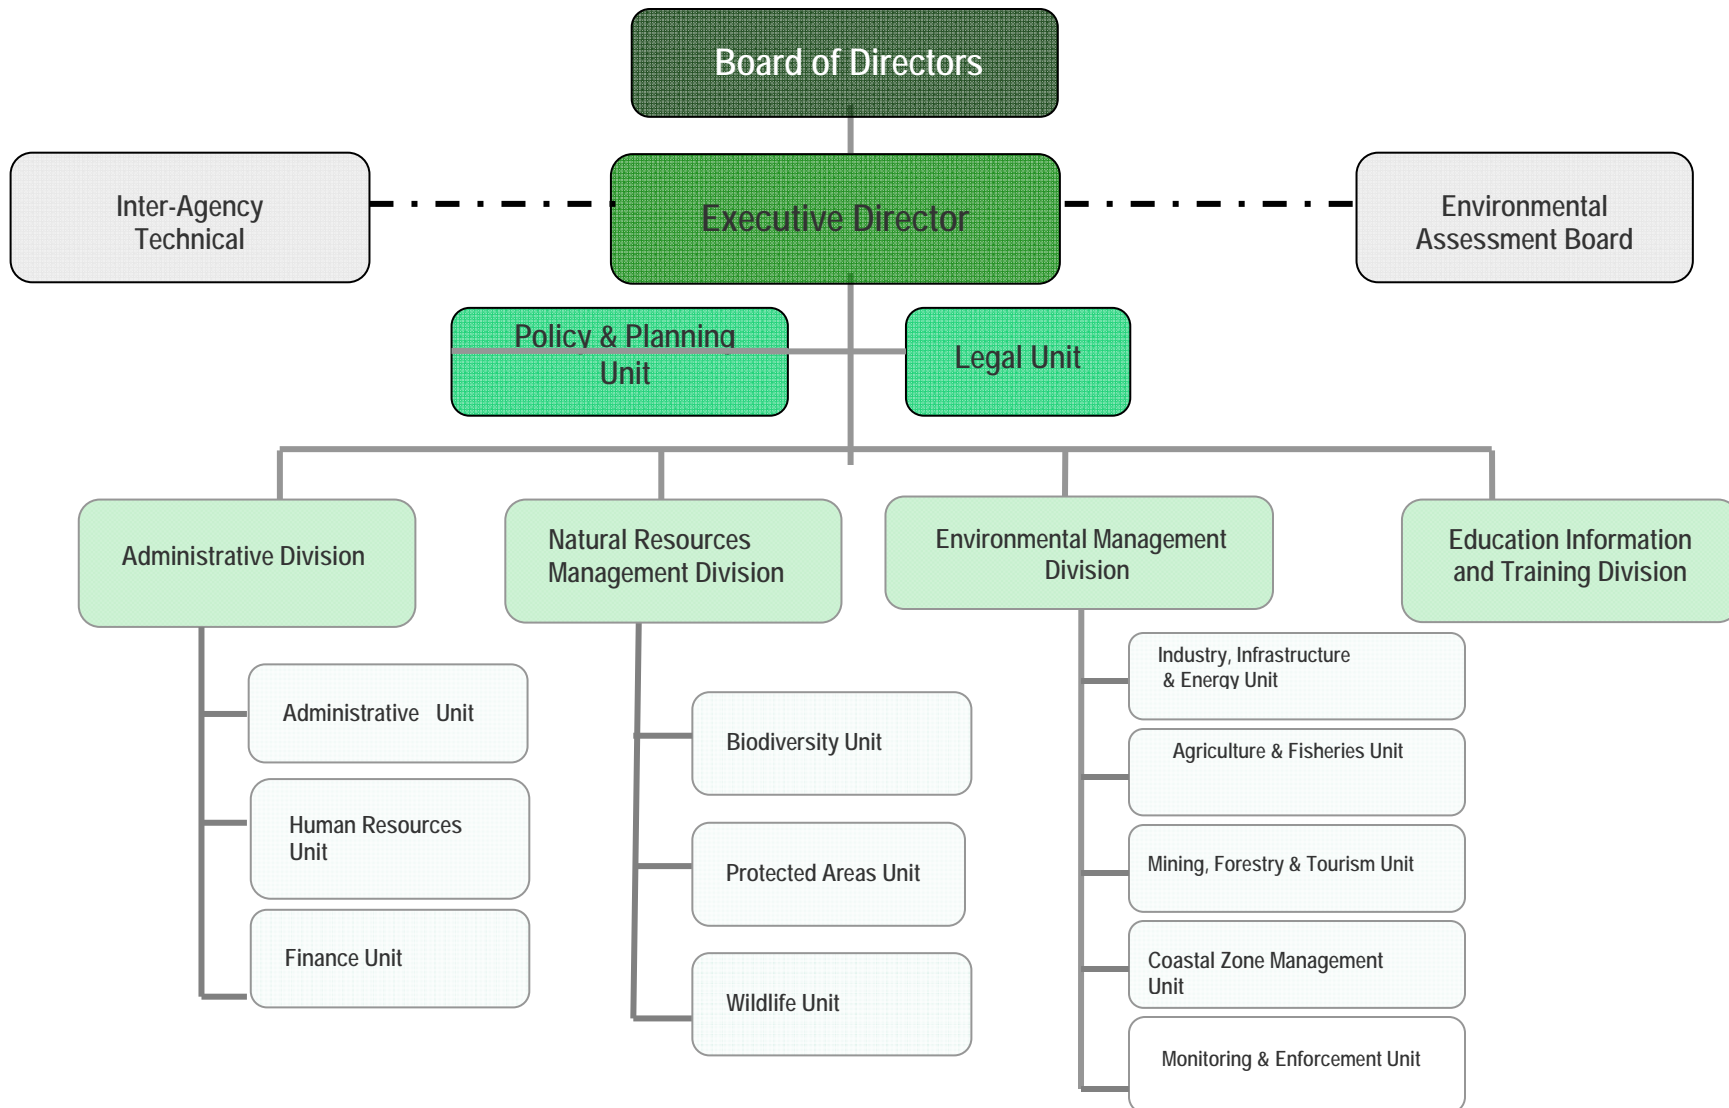 Board of Directors
Inter-Agency
Technical
Executive Director
Environmental
Assessment Board
Policy & Planning
Unit
Legal Unit
Administrative Division
Natural Resources
Management Division
Environmental Management
Division
Education Information
and Training Division
Administrative Unit
Human Resources
Unit
Finance Unit
Biodiversity Unit
Protected Areas Unit
Wildlife Unit
Industry, Infrastructure
& Energy Unit
Agriculture & Fisheries Unit
Mining, Forestry & Tourism Unit
Coastal Zone Management
Unit
Monitoring & Enforcement Unit